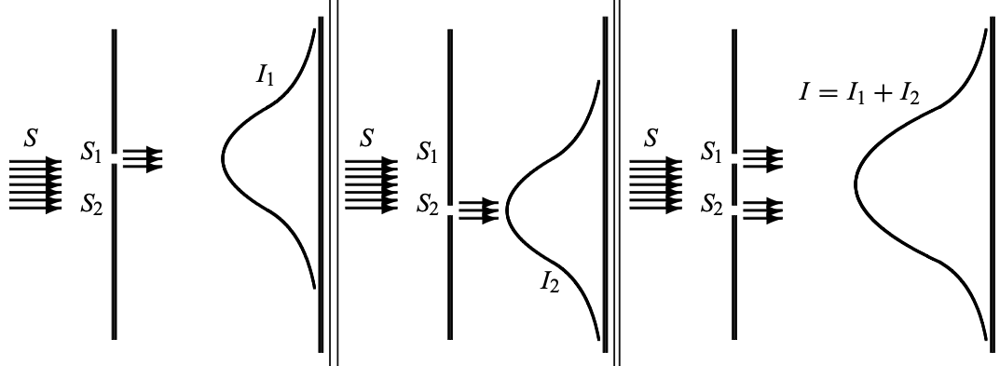 I₁
S
S₁
S₂
S
S₁
S₂
I₂
I = I₁ + I₂
S
S₁
S₂